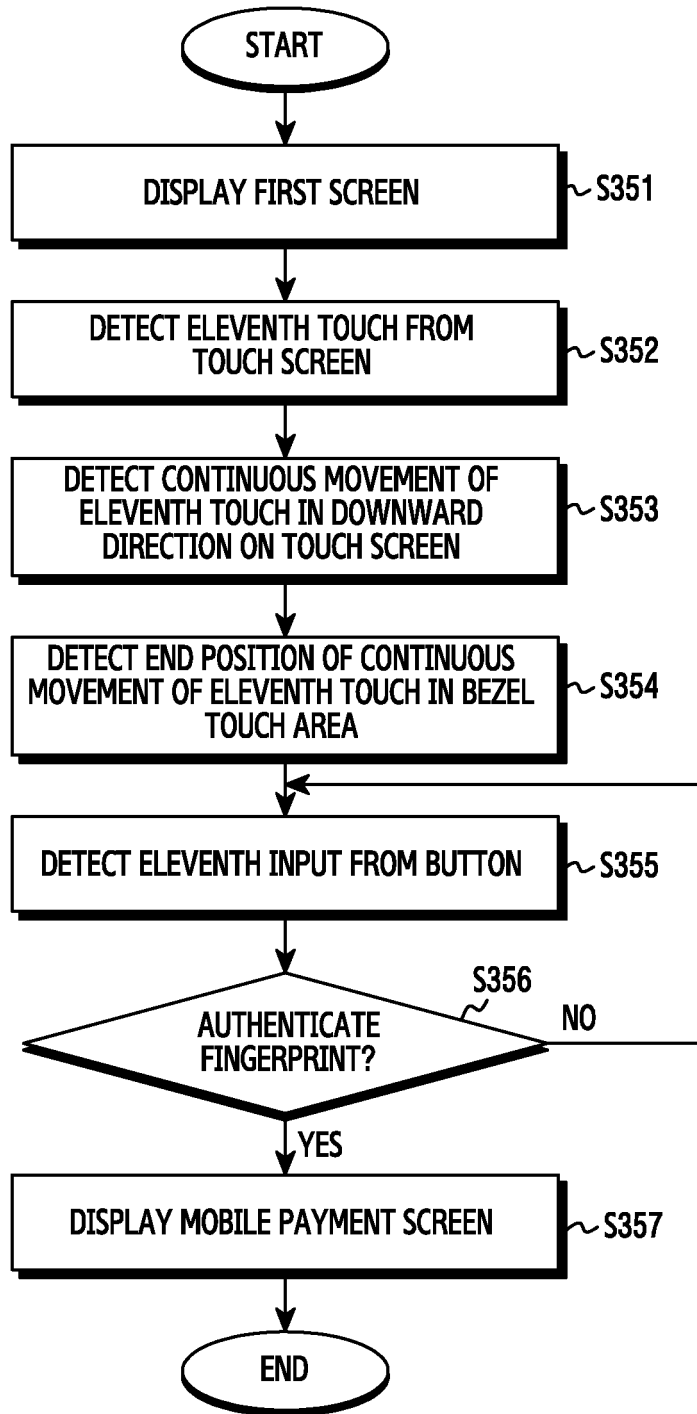 START
DISPLAY FIRST SCREEN
S351
DETECT ELEVENTH TOUCH FROM
TOUCH SCREEN
S352
DETECT CONTINUOUS MOVEMENT OF
ELEVENTH TOUCH IN DOWNWARD
DIRECTION ON TOUCH SCREEN
S353
DETECT END POSITION OF CONTINUOUS
MOVEMENT OF ELEVENTH TOUCH IN BEZEL
TOUCH AREA
S354
DETECT ELEVENTH INPUT FROM BUTTON
S355
S356
AUTHENTICATE
FINGERPRINT?
NO
YES
DISPLAY MOBILE PAYMENT SCREEN
S357
END